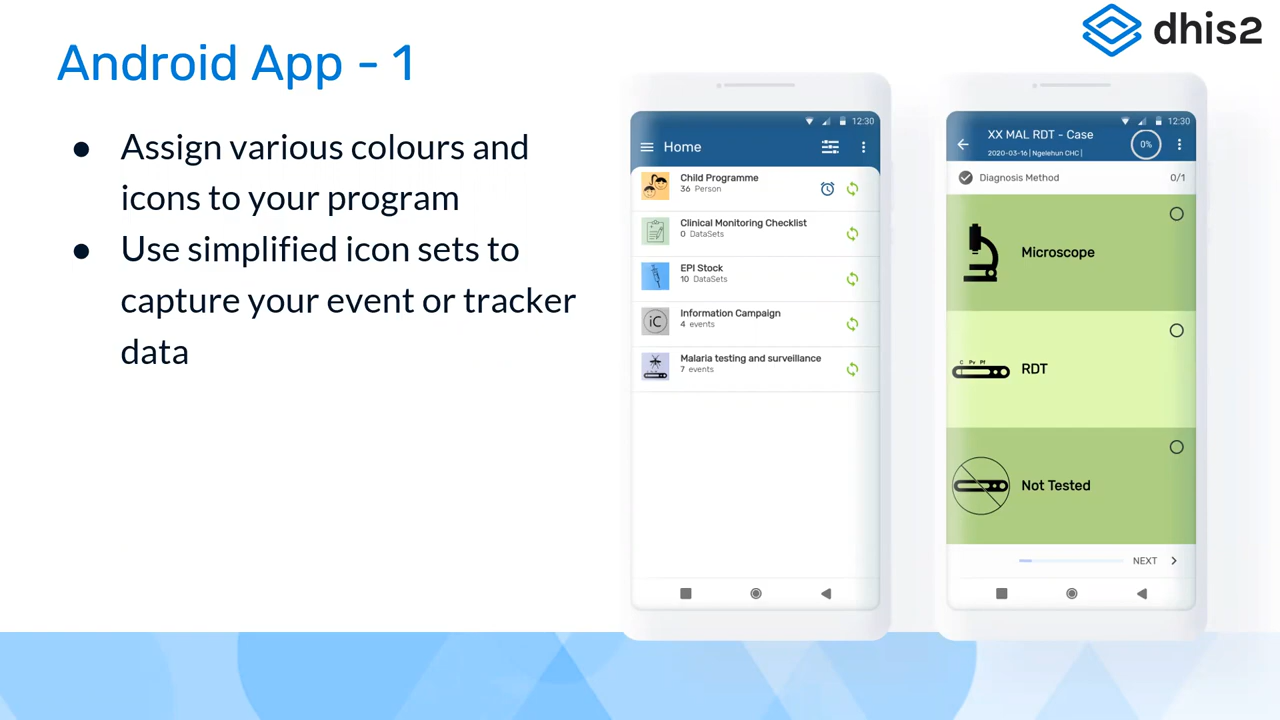 dhis2
Android App - 1
● Assign various colours and
icons to your program
● Use simplified icon sets to
capture your event or tracker
data
12:30
Home
Child Programme
36 Person
Clinical Monitoring Checklist
0 DataSets
EPI Stock
10 DataSets
iC
Information Campaign
4 events
Malaria testing and surveillance
7 events
12:30
XX MAL RDT - Case
0%
2020-03-16 | Ngelehun CHC |
Diagnosis Method 0/1
Microscope
C Pv Pf
RDT
Not Tested
NEXT